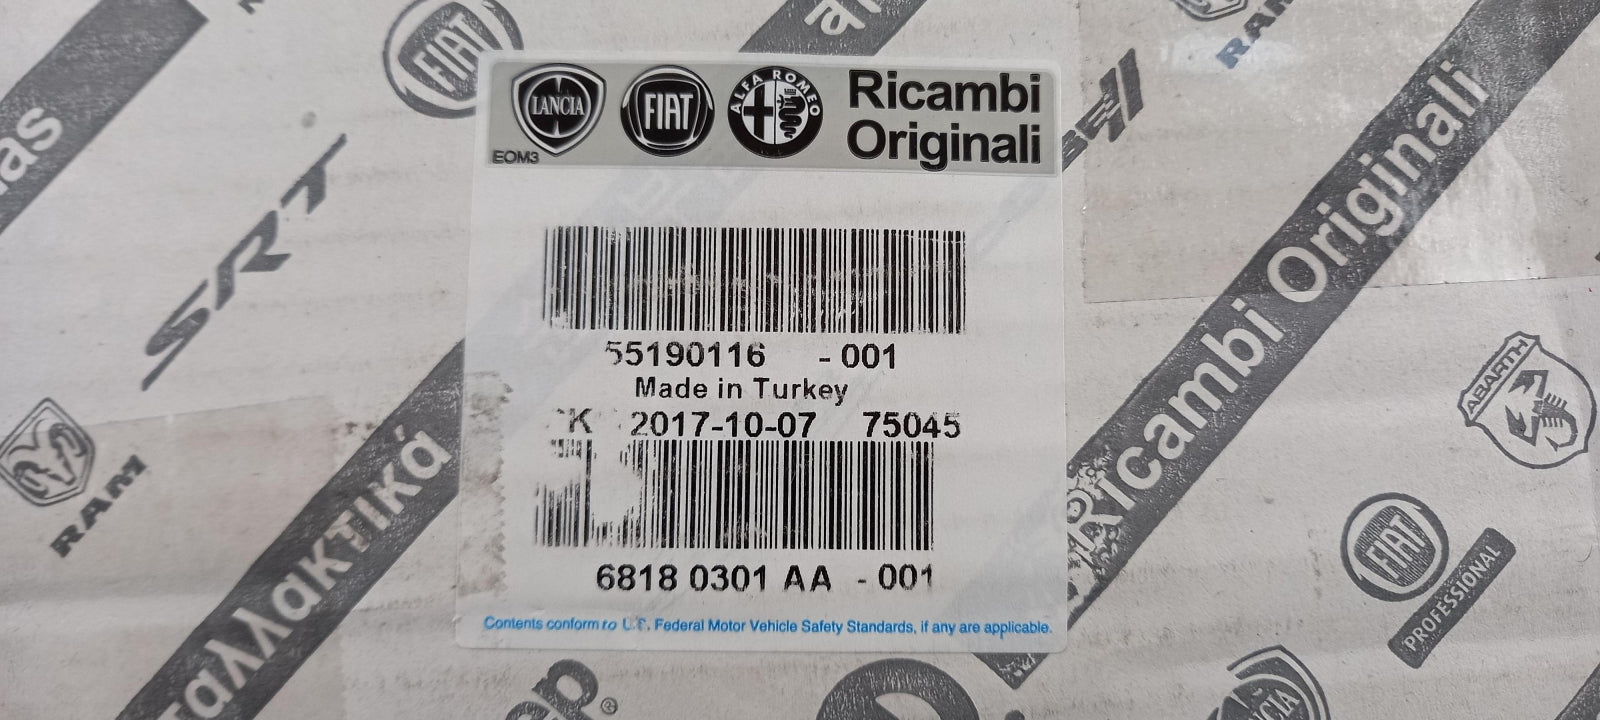 FIAT
LANCIA
FIAT
ALFA ROMEO
Ricambi
Originali
EOM3
SRT
55190116 - 001
Made in Turkey
2017-10-07 75045
6818 0301 AA - 001
Contents conform to U.S. Federal Motor Vehicle Safety Standards, if any are applicable.
Ricambi Originali
ABARTH
RAM
FIAT
PROFESSIONAL
LANCIA